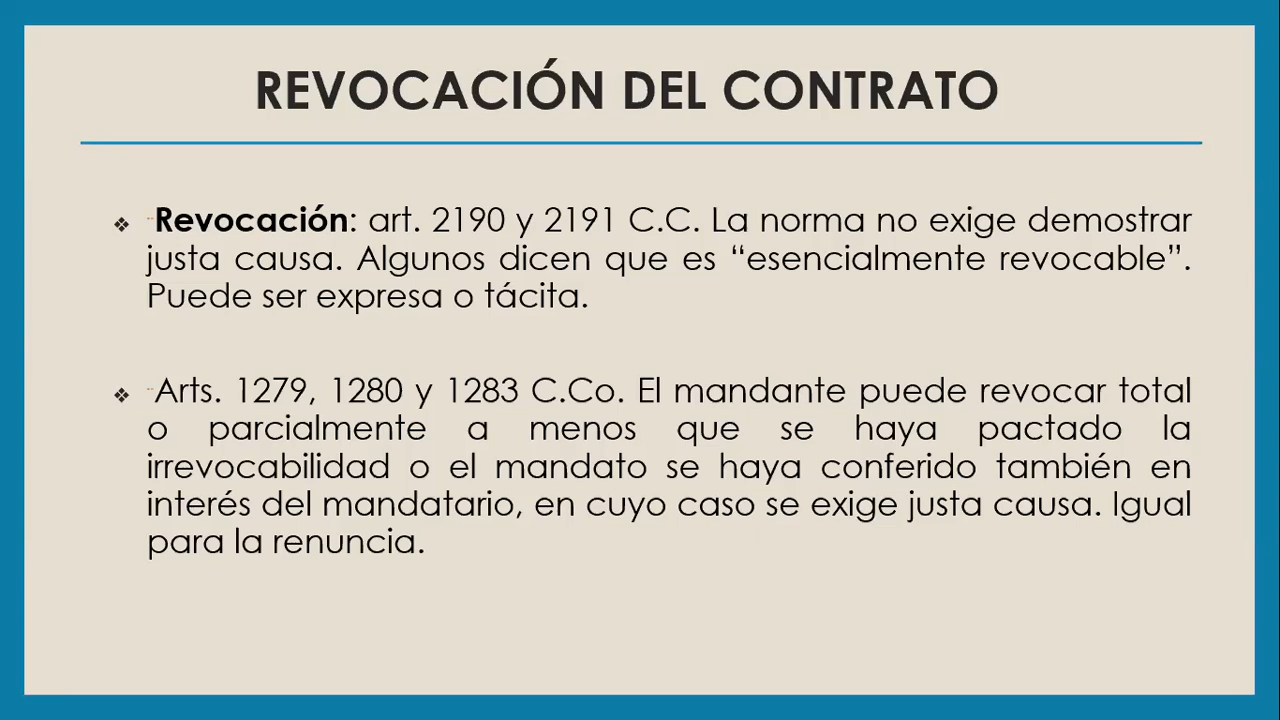 REVOCACIÓN DEL CONTRATO
❖ Revocación: art. 2190 y 2191 C.C. La norma no exige demostrar
justa causa. Algunos dicen que es “esencialmente revocable”.
Puede ser expresa o tácita.
❖ Arts. 1279, 1280 y 1283 C.Co. El mandante puede revocar total
o parcialmente a menos que se haya pactado la
irrevocabilidad o el mandato se haya conferido también en
interés del mandatario, en cuyo caso se exige justa causa. Igual
para la renuncia.